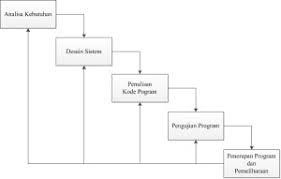 Analisa Kebutuhan
Desain Sistem
Penulisan
Kode Program
Pengujian Program
Penerapan Program
dan
Pemeliharaan